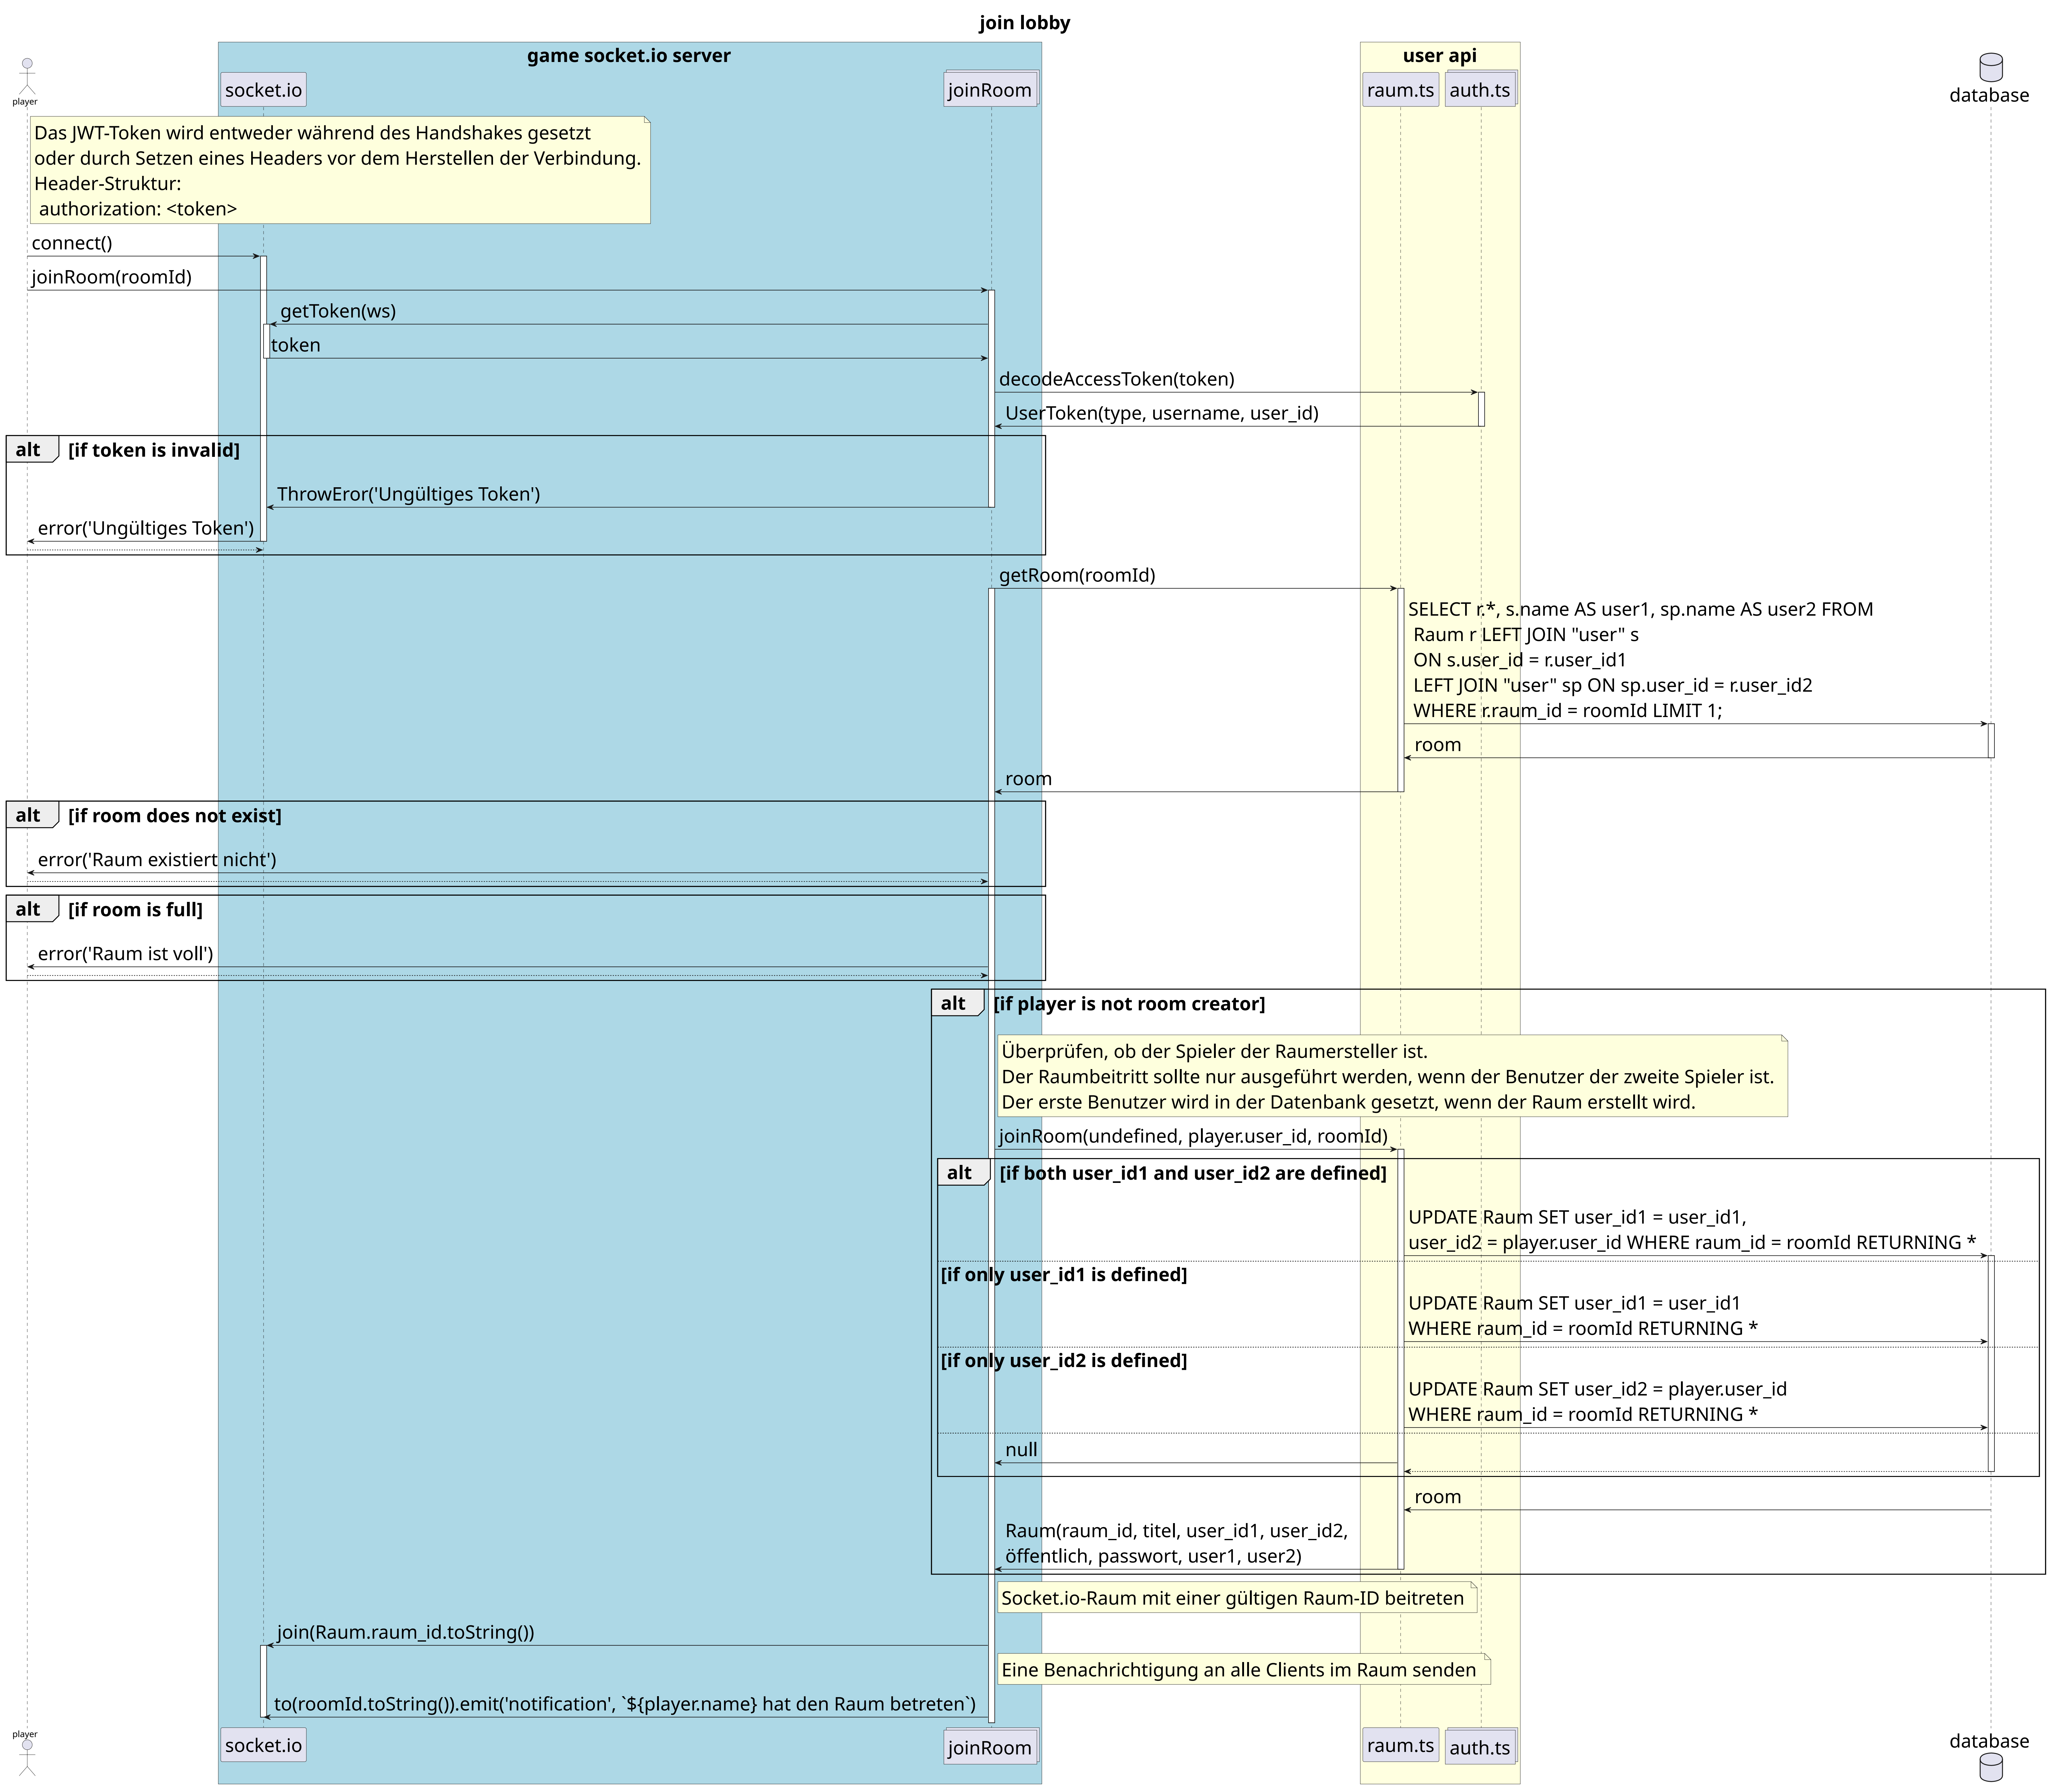 join lobby
game socket.io server
user api
player
socket.io
joinRoom
raum.ts
auth.ts
database
Das JWT-Token wird entweder während des Handshakes gesetzt
oder durch Setzen eines Headers vor dem Herstellen der Verbindung.
Header-Struktur:
authorization: <token>
connect()
joinRoom(roomId)
getToken(ws)
token
decodeAccessToken(token)
UserToken(type, username, user_id)
alt [if token is invalid]
ThrowEror('Ungültiges Token')
error('Ungültiges Token')
getRoom(roomId)
SELECT r.*, s.name AS user1, sp.name AS user2 FROM
Raum r LEFT JOIN "user" s
ON s.user_id = r.user_id1
LEFT JOIN "user" sp ON sp.user_id = r.user_id2
WHERE r.raum_id = roomId LIMIT 1;
room
room
alt [if room does not exist]
error('Raum existiert nicht')
alt [if room is full]
error('Raum ist voll')
alt [if player is not room creator]
Überprüfen, ob der Spieler der Raumersteller ist.
Der Raumbeitritt sollte nur ausgeführt werden, wenn der Benutzer der zweite Spieler ist.
Der erste Benutzer wird in der Datenbank gesetzt, wenn der Raum erstellt wird.
joinRoom(undefined, player.user_id, roomId)
alt [if both user_id1 and user_id2 are defined]
UPDATE Raum SET user_id1 = user_id1,
user_id2 = player.user_id WHERE raum_id = roomId RETURNING *
[if only user_id1 is defined]
UPDATE Raum SET user_id1 = user_id1
WHERE raum_id = roomId RETURNING *
[if only user_id2 is defined]
UPDATE Raum SET user_id2 = player.user_id
WHERE raum_id = roomId RETURNING *
null
room
Raum(raum_id, titel, user_id1, user_id2,
öffentlich, passwort, user1, user2)
Socket.io-Raum mit einer gültigen Raum-ID beitreten
join(Raum.raum_id.toString())
Eine Benachrichtigung an alle Clients im Raum senden
to(roomId.toString()).emit('notification', `${player.name} hat den Raum betreten`)
player
socket.io
joinRoom
raum.ts
auth.ts
database